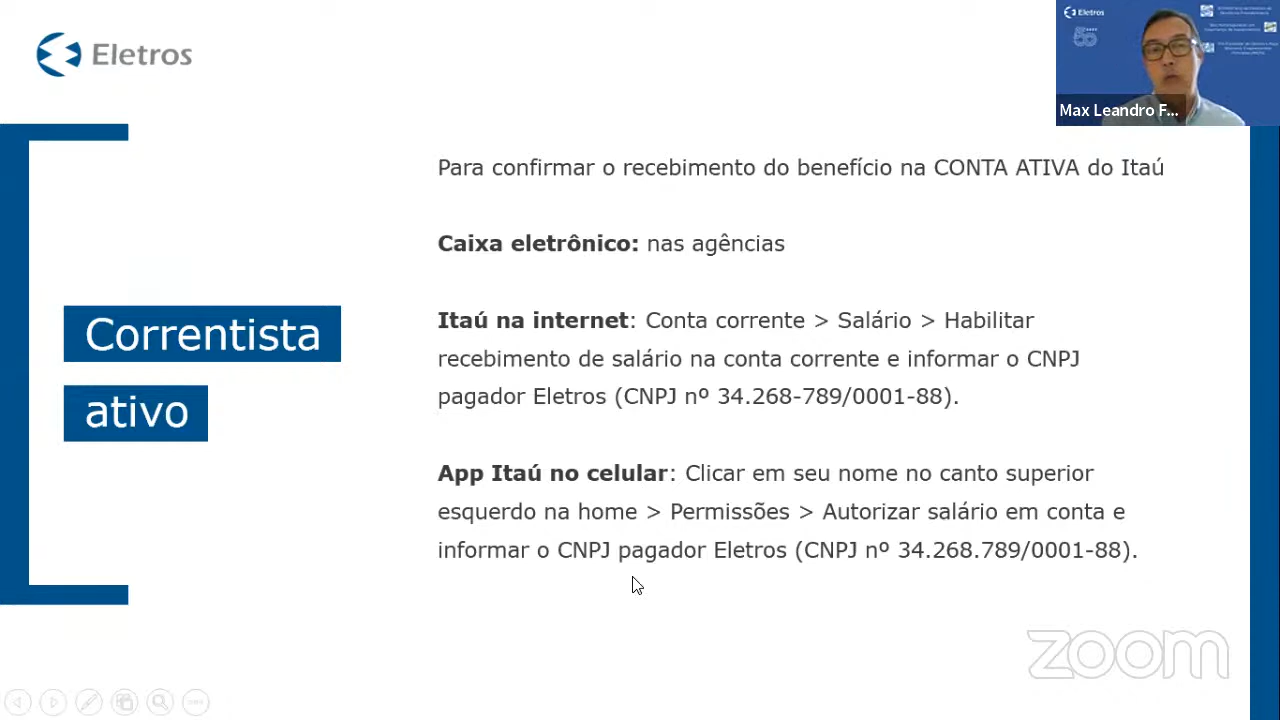 Eletros
Eletros
Max Leandro F...
Para confirmar o recebimento do benefício na CONTA ATIVA do Itaú
Caixa eletrônico: nas agências
Correntista
ativo
Itaú na internet: Conta corrente > Salário > Habilitar
recebimento de salário na conta corrente e informar o CNPJ
pagador Eletros (CNPJ nº 34.268-789/0001-88).
App Itaú no celular: Clicar em seu nome no canto superior
esquerdo na home > Permissões > Autorizar salário em conta e
informar o CNPJ pagador Eletros (CNPJ nº 34.268.789/0001-88).
zoom